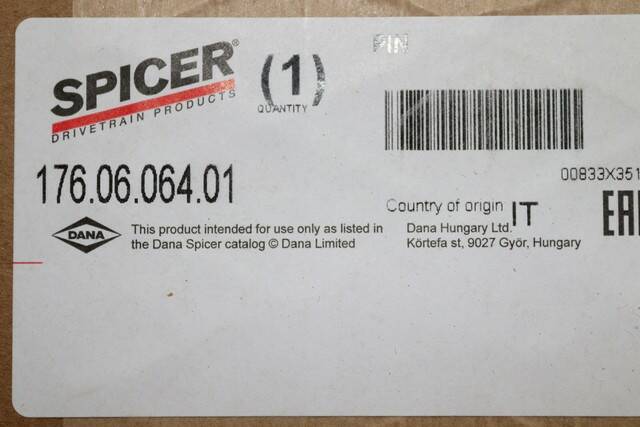 SPICER®
DRIVETRAIN PRODUCTS
(1)
QUANTITY
PIN
00833X351
176.06.064.01
Country of origin IT
EAC
DANA
This product intended for use only as listed in
the Dana Spicer catalog © Dana Limited
Dana Hungary Ltd.
Körtefa st, 9027 Györ, Hungary